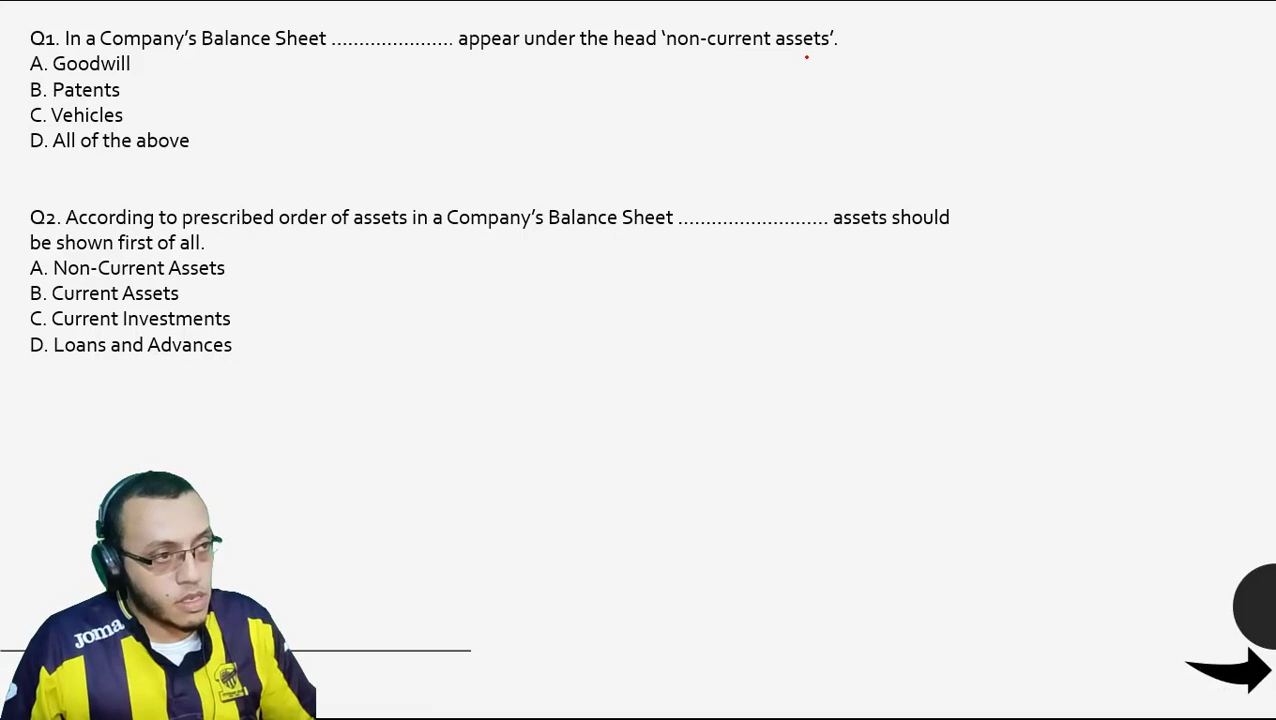 Q1. In a Company’s Balance Sheet ...................... appear under the head ‘non-current assets’.
A. Goodwill
B. Patents
C. Vehicles
D. All of the above
Q2. According to prescribed order of assets in a Company’s Balance Sheet ........................... assets should
be shown first of all.
A. Non-Current Assets
B. Current Assets
C. Current Investments
D. Loans and Advances
Joma